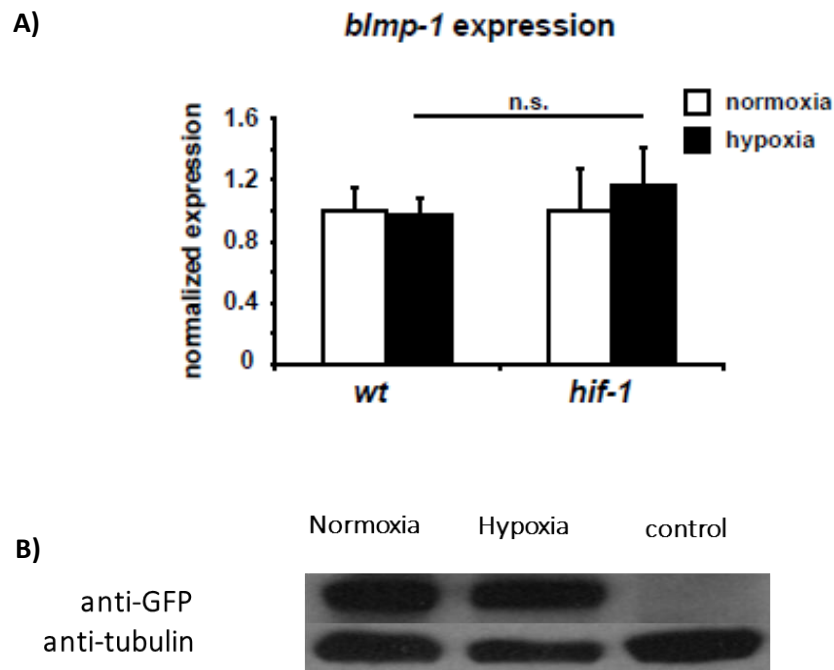 A)
blmp-1 expression
normalized expression
1.6
1.2
0.8
0.4
0
n.s.
normoxia
hypoxia
wt hif-1
B)
Normoxia Hypoxia control
anti-GFP
anti-tubulin